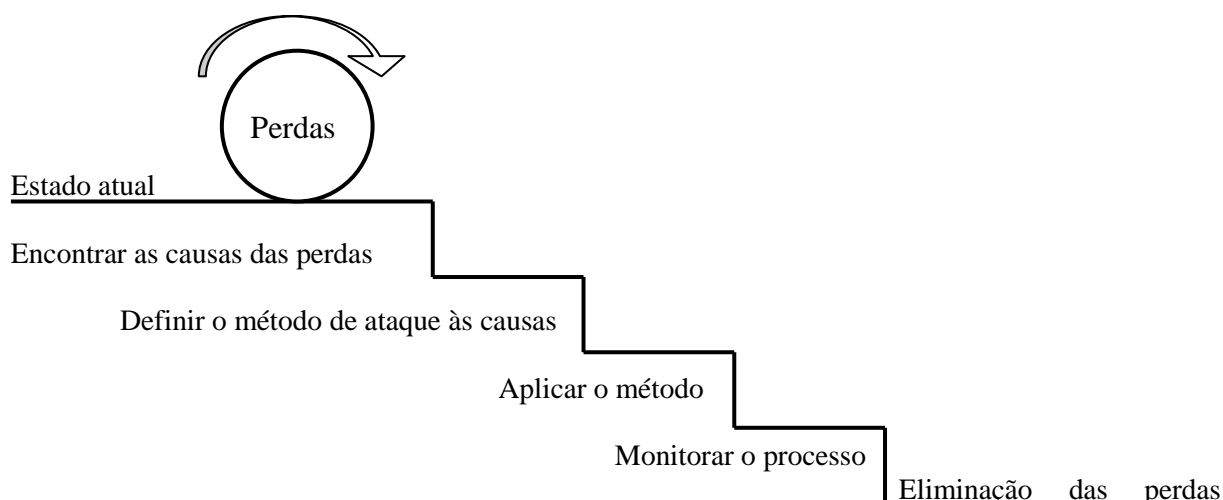 Perdas
Estado atual
Encontrar as causas das perdas
Definir o método de ataque às causas
Aplicar o método
Monitorar o processo
Eliminação das perdas